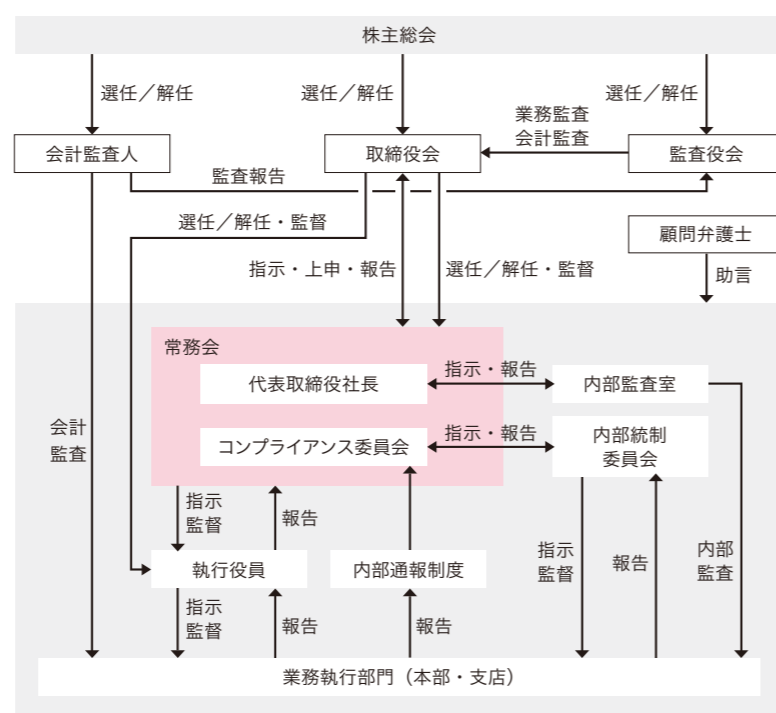 株主総会
選任／解任
選任／解任
選任／解任
業務監査
会計監査
会計監査人
取締役会
監査役会
監査報告
選任／解任・監督
顧問弁護士
指示・上申・報告
選任／解任・監督
助言
常務会
代表取締役社長
指示・報告
内部監査室
会計
監査
コンプライアンス委員会
指示・報告
内部統制
委員会
指示
監督
報告
執行役員
内部通報制度
指示
監督
報告
内部
監査
指示
監督
報告
報告
業務執行部門（本部・支店）